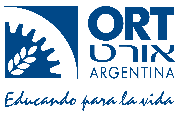 ORT
אורט
ARGENTINA
Educando para la vida